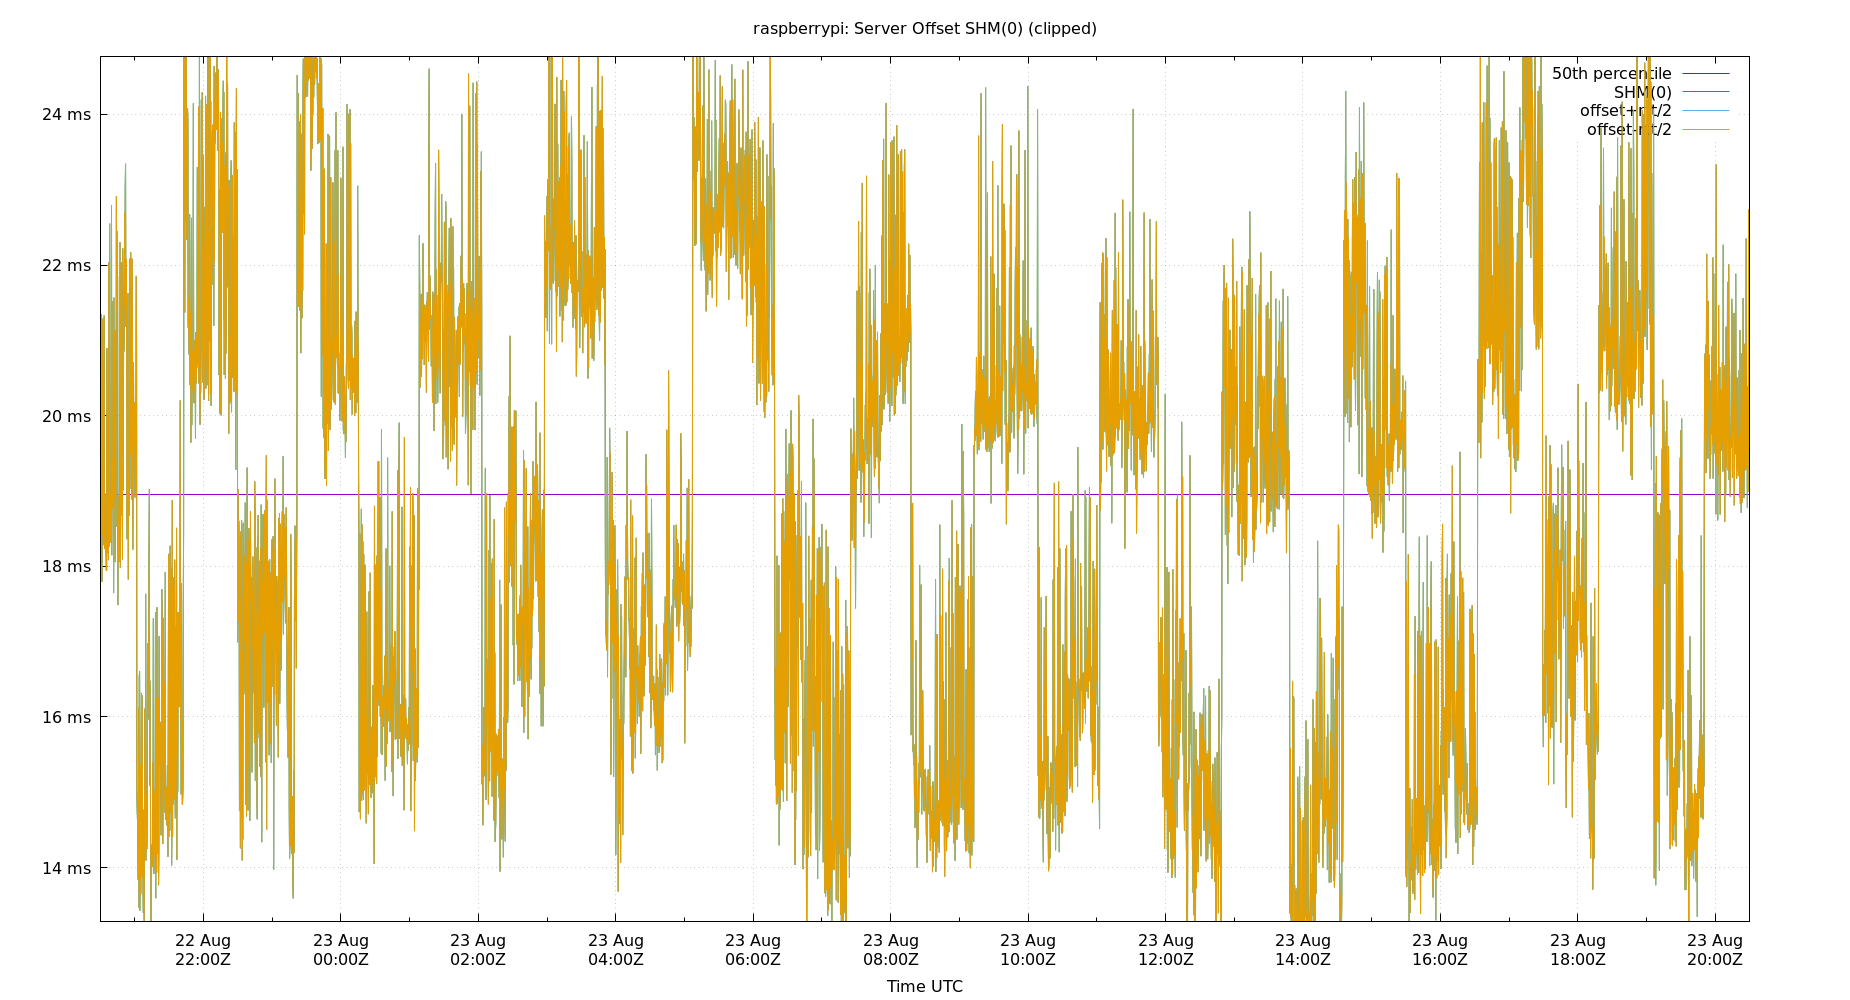 raspberrypi: Server Offset SHM(0) (clipped)
50th percentile
SHM(0)
offset+rtt/2
offset-rtt/2
24 ms
22 ms
20 ms
18 ms
16 ms
14 ms
22 Aug 23 Aug 23 Aug 23 Aug 23 Aug 23 Aug 23 Aug 23 Aug 23 Aug 23 Aug 23 Aug 23 Aug
22:00Z 00:00Z 02:00Z 04:00Z 06:00Z 08:00Z 10:00Z 12:00Z 14:00Z 16:00Z 18:00Z 20:00Z
Time UTC